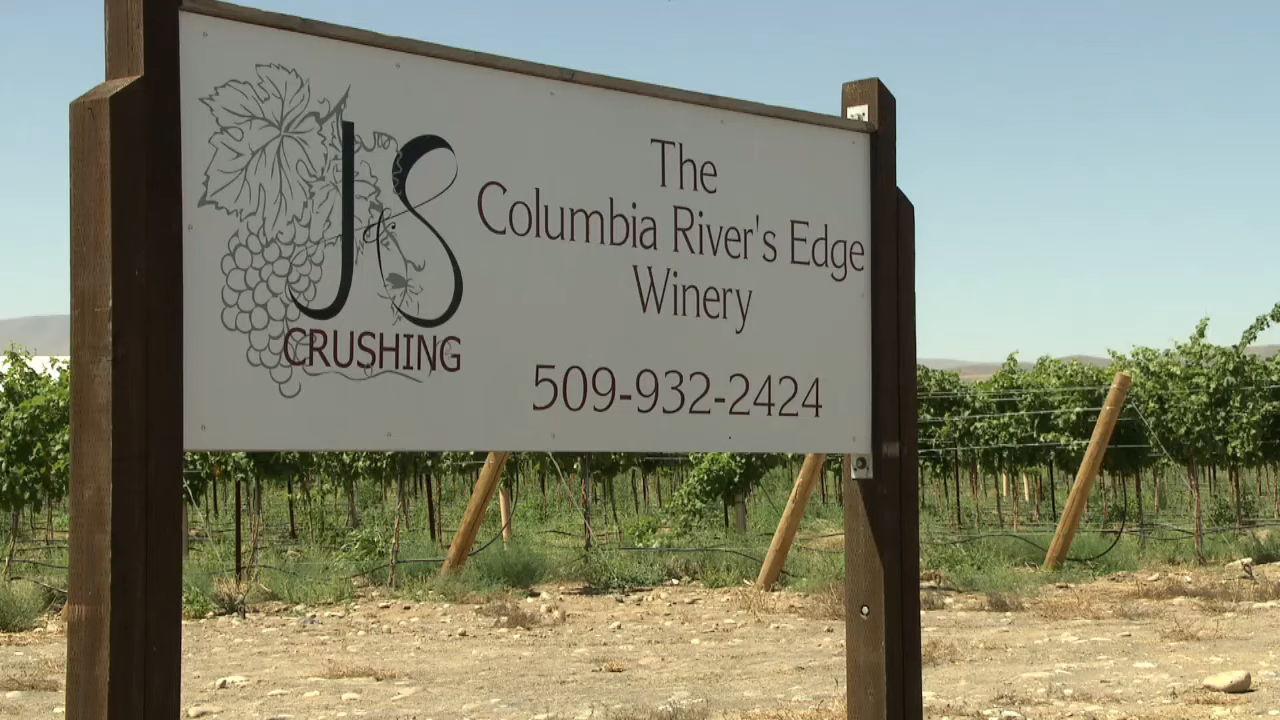 J&S
CRUSHING
The
Columbia River's Edge
Winery
509-932-2424